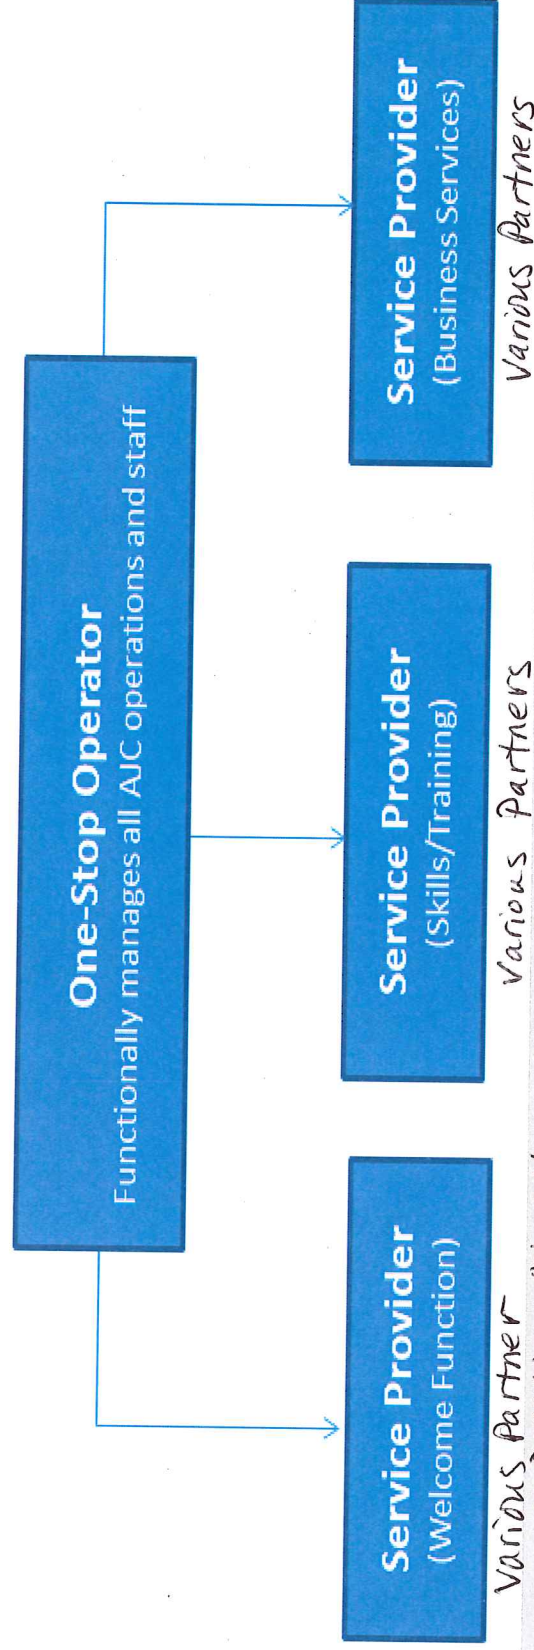 One-Stop Operator
Functionally manages all AJC operations and staff
Service Provider
(Welcome Function)
Various Partner
Service Provider
(Skills/Training)
Various Partners
Service Provider
(Business Services)
Various Partners